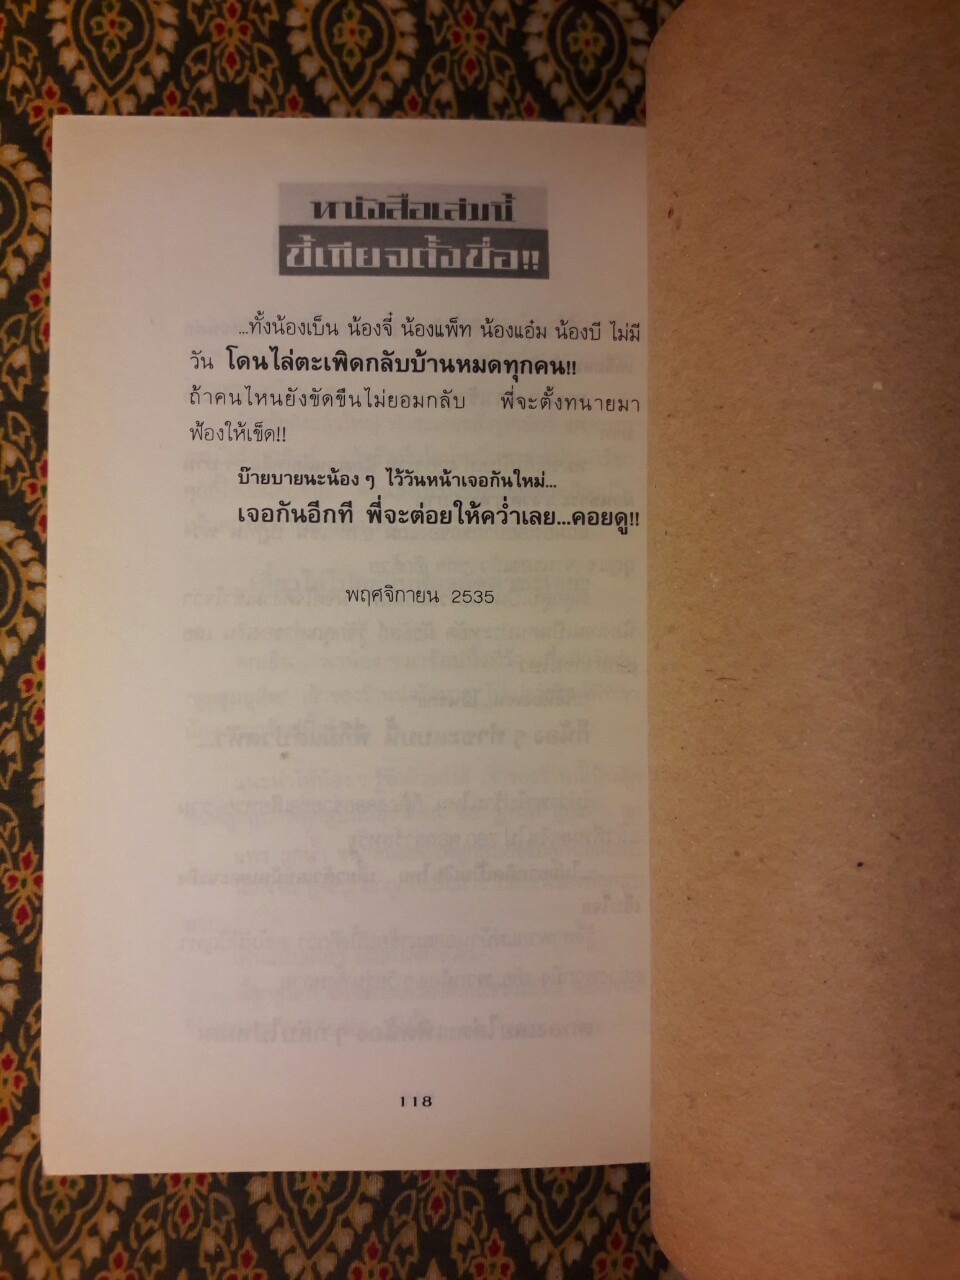 หนังสือเล่มนี้
ขี้เกียจตั้งชื่อ!!
...ทั้งน้องเบ็น น้องจี๋ น้องแพ็ท น้องแอ๋ม น้องบี ไม่มี
วัน โดนไล่ตะเพิดกลับบ้านหมดทุกคน!!
ถ้าคนไหนยังขัดขืนไม่ยอมกลับ พี่จะตั้งทนายมา
ฟ้องให้เข็ด!!
บ๊ายบายนะน้อง ๆ ไว้วันหน้าเจอกันใหม่...
เจอกันอีกที พี่จะต่อยให้คว่ำเลย...คอยดู!!
พฤศจิกายน 2535
118